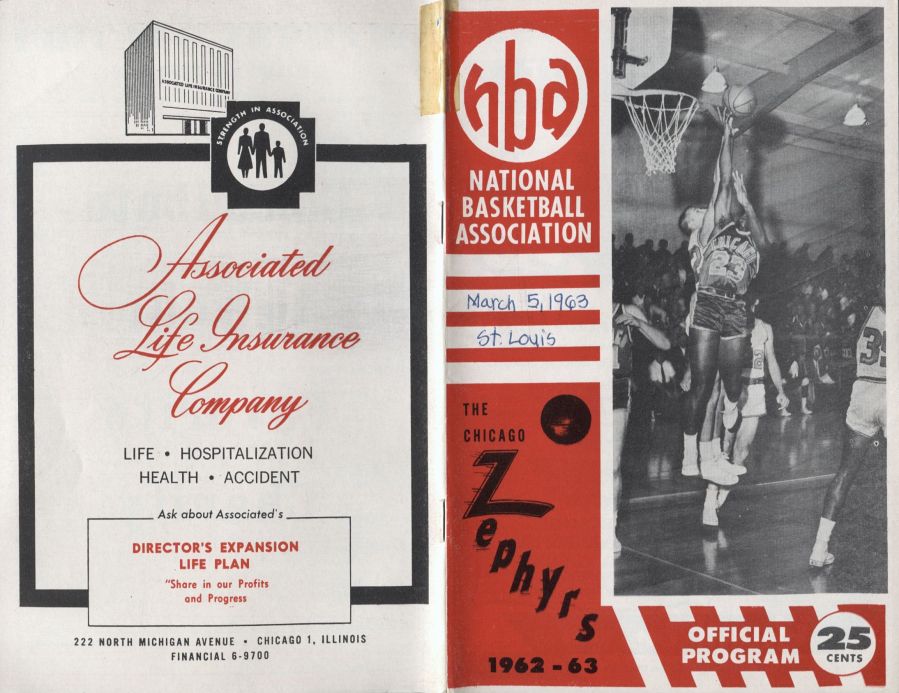 ASSOCIATED LIFE INSURANCE COMPANY
STRENGTH IN ASSOCIATION
Associated
Life Insurance
Company
LIFE • HOSPITALIZATION
HEALTH • ACCIDENT
Ask about Associated's
DIRECTOR'S EXPANSION
LIFE PLAN
"Share in our Profits
and Progress
222 NORTH MICHIGAN AVENUE • CHICAGO 1, ILLINOIS
FINANCIAL 6-9700
nba
NATIONAL
BASKETBALL
ASSOCIATION
March 5, 1963
St. Louis
THE
CHICAGO
Zephyrs
1962-63
CHICAGO
23
OFFICIAL
PROGRAM
25
CENTS